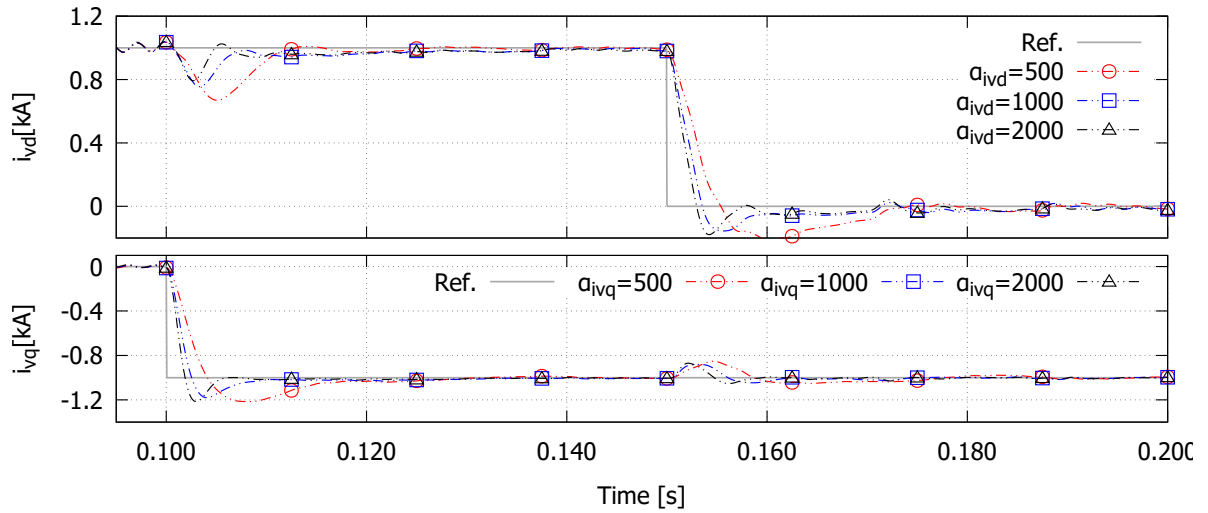 1.2
0.8
0.4
0
i_vd[kA]
Ref.
α_ivd=500
α_ivd=1000
α_ivd=2000
0
-0.4
-0.8
-1.2
i_vq[kA]
Ref. α_ivq=500 α_ivq=1000 α_ivq=2000
0.100 0.120 0.140 0.160 0.180 0.200
Time [s]